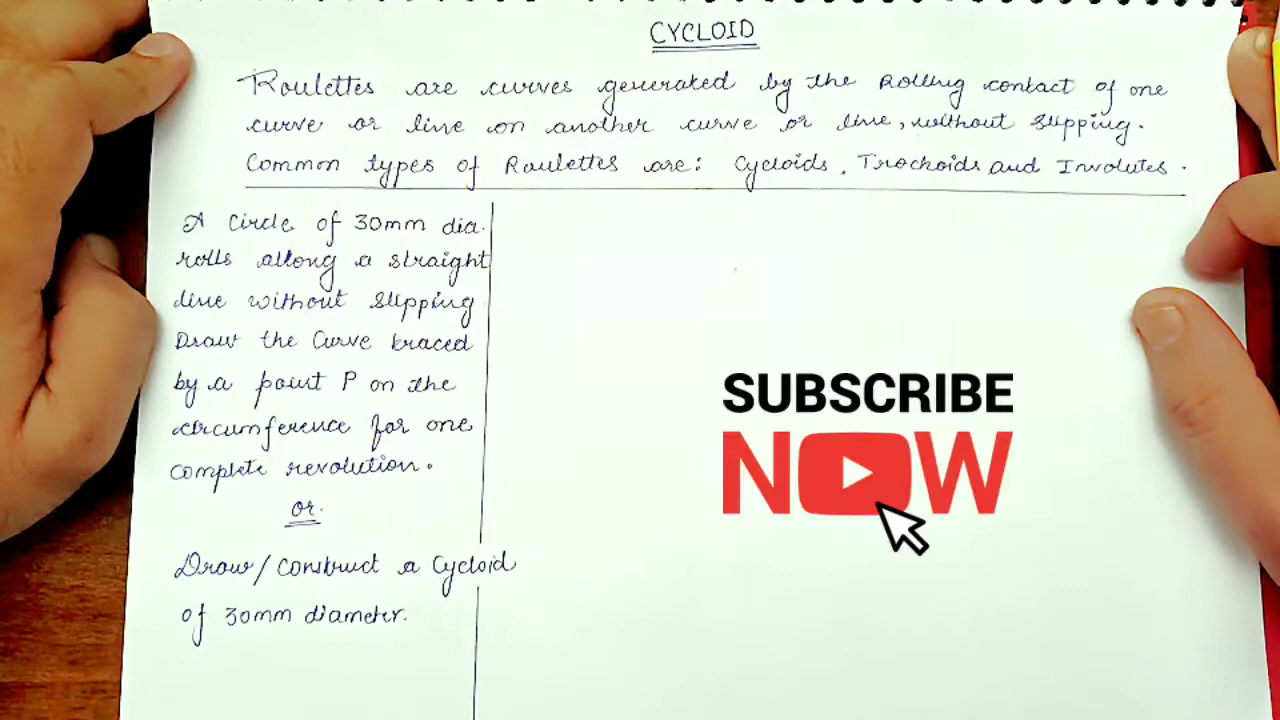 CYCLOID
Roulettes are curves generated by the Rolling contact of one
curve or line on another curve or line, without slipping.
Common types of Roulettes are: Cycloids, Trochoids and Involutes.
A Circle of 30mm dia.
rolls allong a straight
line without slipping
Draw the Curve traced
by a point P on the
circumference for one
complete revolution.
or.
Draw/Construct a Cycloid
of 30mm diameter.
SUBSCRIBE
NOW